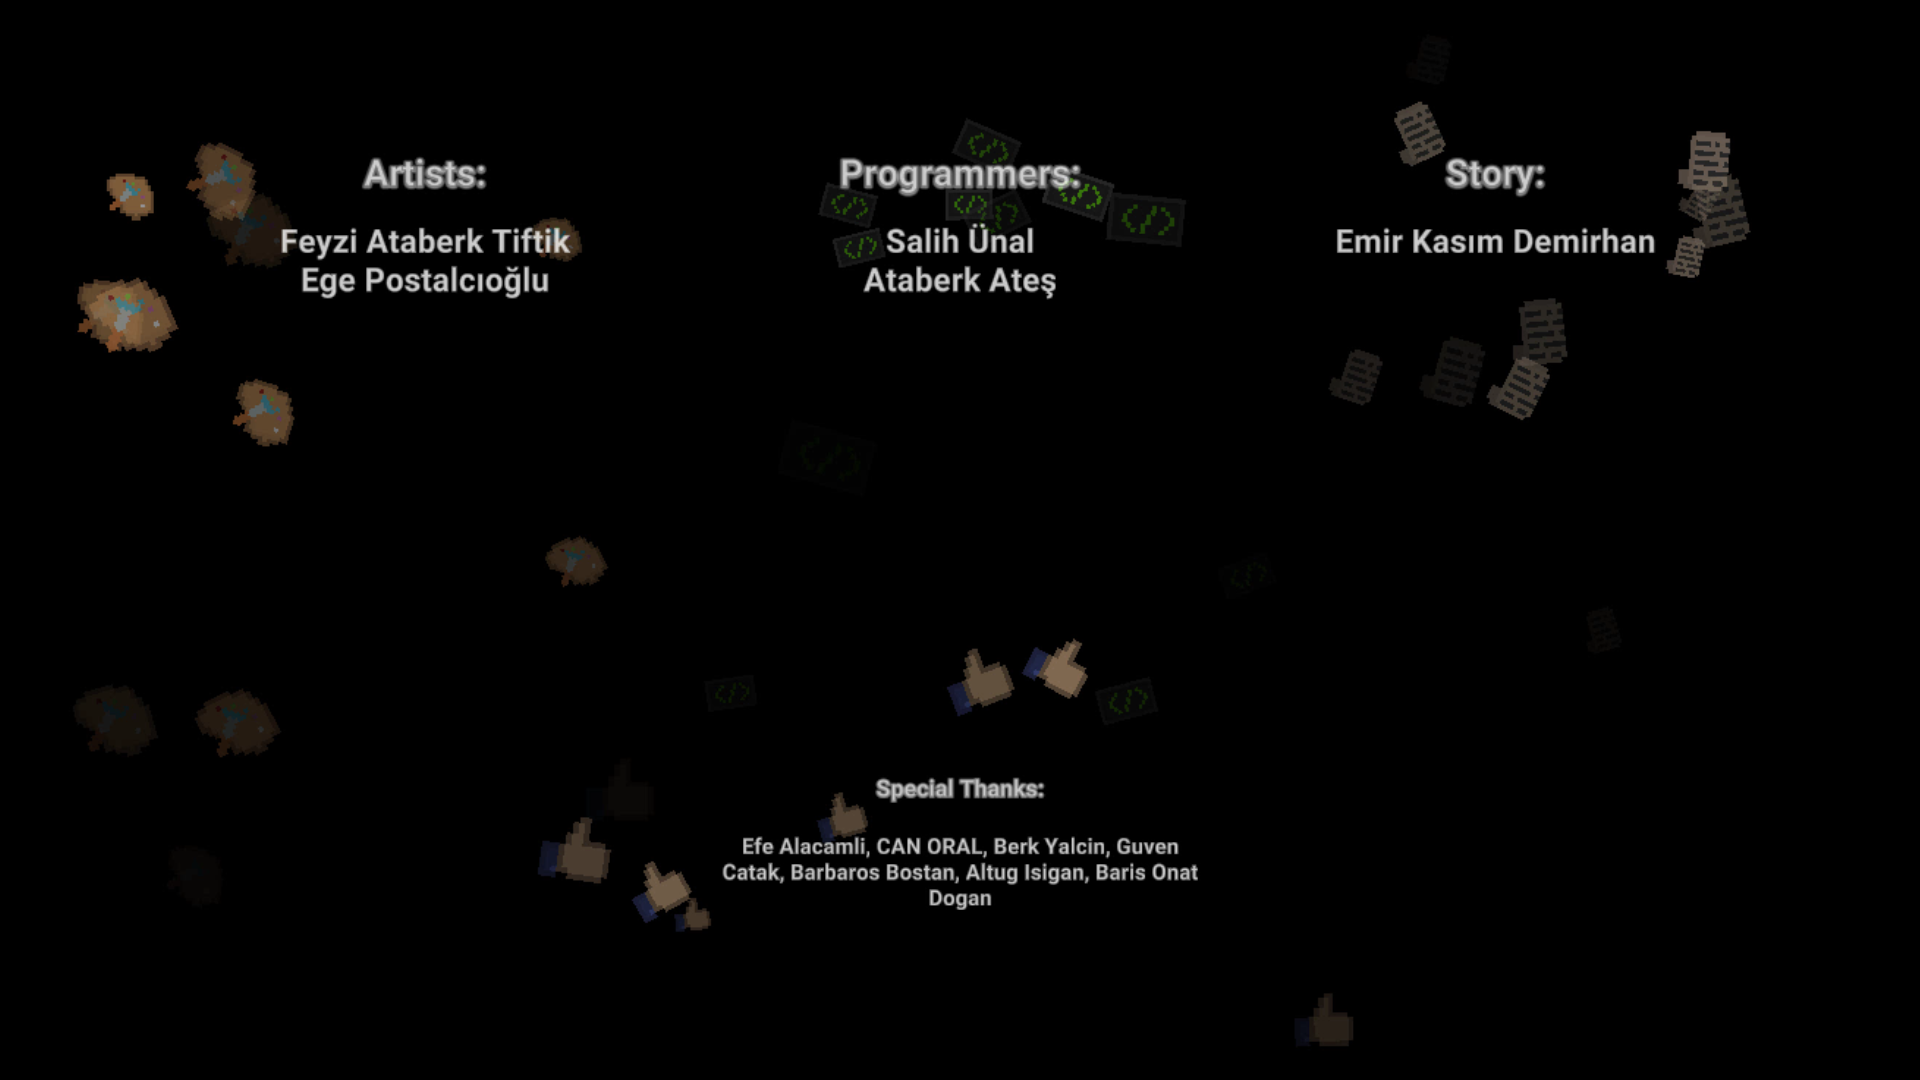 Artists:
Feyzi Ataberk Tiftik
Ege Postalcıoğlu
Programmers:
Salih Ünal
Ataberk Ateş
Story:
Emir Kasım Demirhan
Special Thanks:
Efe Alacamli, CAN ORAL, Berk Yalcin, Guven
Catak, Barbaros Bostan, Altug Isigan, Baris Onat
Dogan